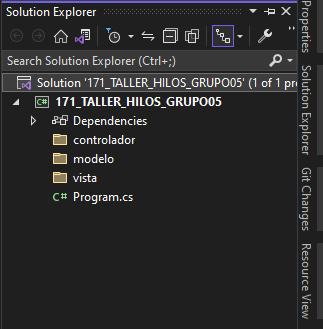 Solution Explorer
Search Solution Explorer (Ctrl+;)
Solution '171_TALLER_HILOS_GRUPO05' (1 of 1 pro
C# 171_TALLER_HILOS_GRUPO05
Dependencies
controlador
modelo
vista
C# Program.cs
Properties
Solution Explorer
Git Changes
Resource View